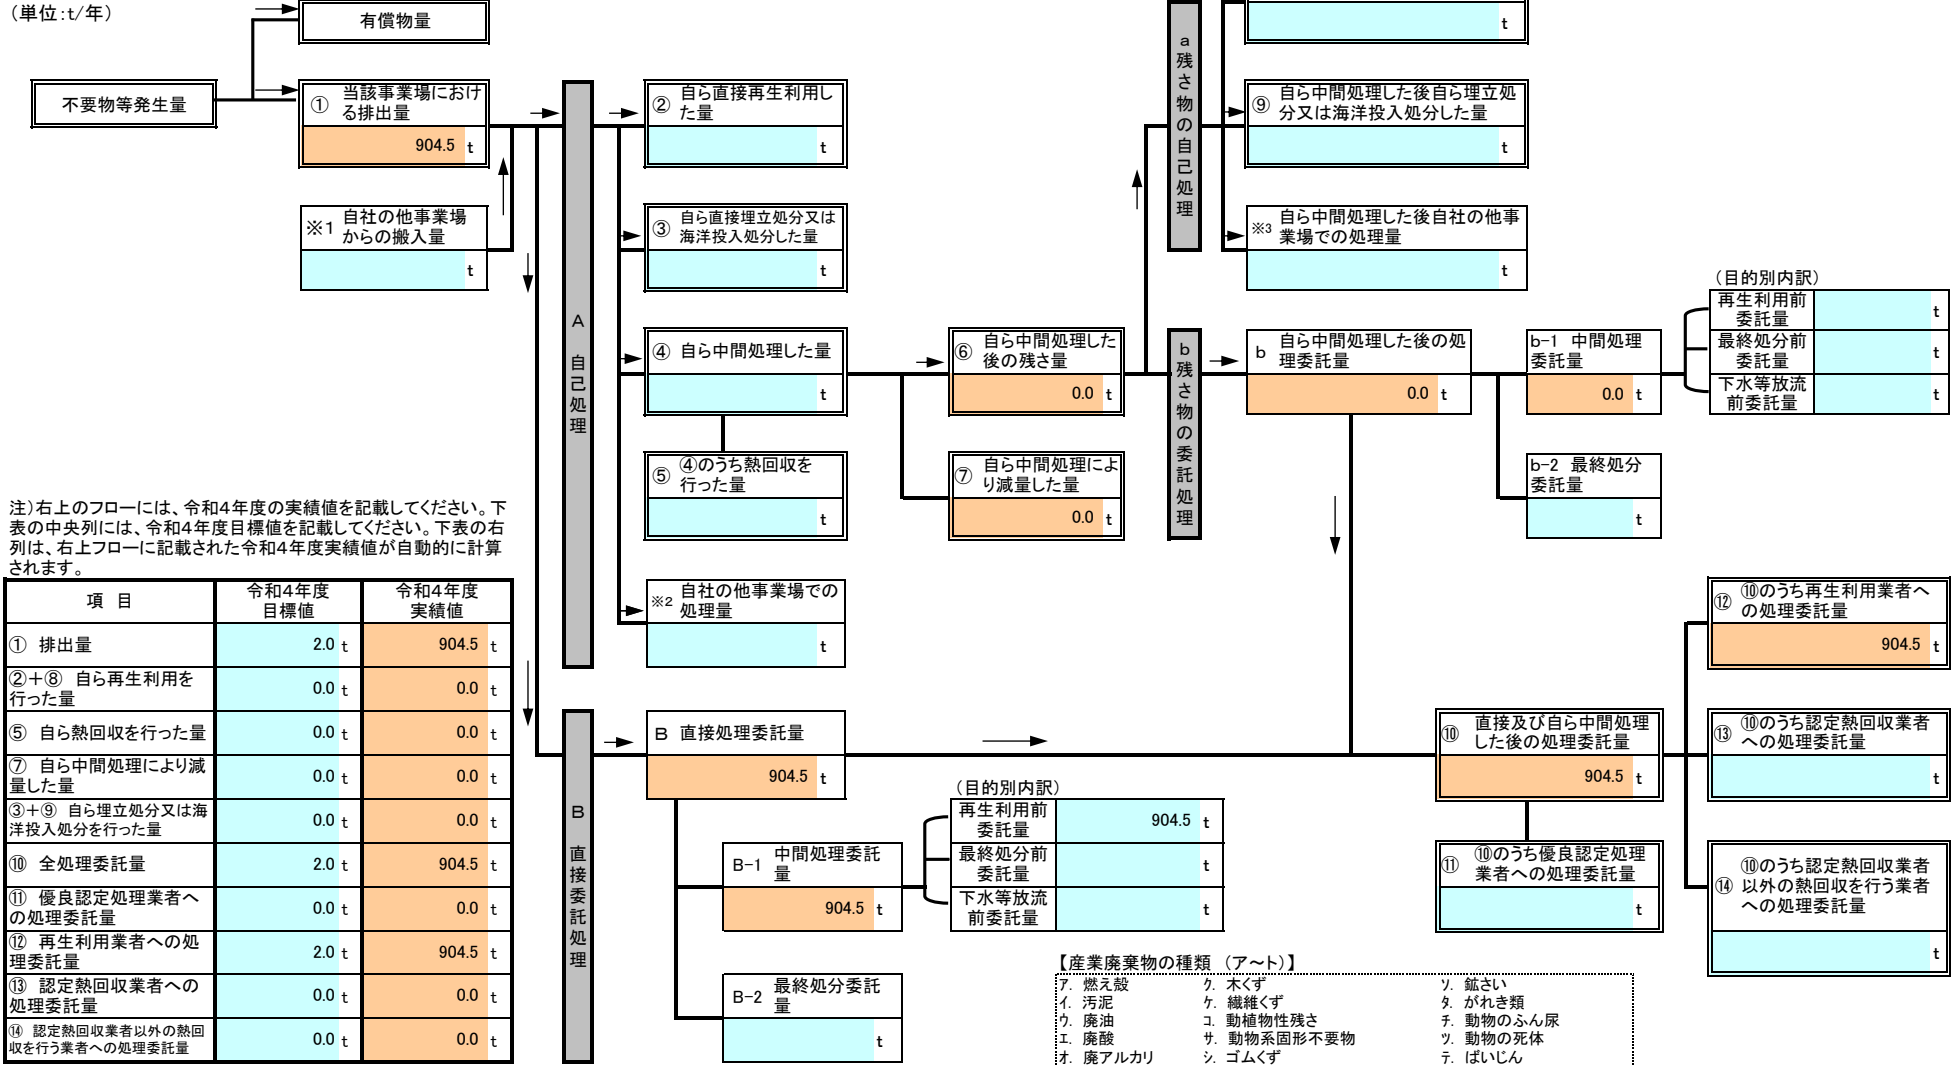 （単位：t/年）
有償物量
t
不要物等発生量
① 当該事業場におけ
る排出量
904.5 t
※1 自社の他事業場
からの搬入量
t
A 自己処理
② 自ら直接再生利用し
た量
t
③ 自ら直接埋立処分又は
海洋投入処分した量
t
④ 自ら中間処理した量
t
⑤ ④のうち熱回収を
行った量
t
※2 自社の他事業場での
処理量
t
⑥ 自ら中間処理した
後の残さ量
0.0 t
⑦ 自ら中間処理によ
り減量した量
0.0 t
a 残さ物の自己処理
⑨ 自ら中間処理した後自ら埋立処
分又は海洋投入処分した量
t
※3 自ら中間処理した後自社の他事
業場での処理量
t
b 残さ物の委託処理
b 自ら中間処理した後の処
理委託量
0.0 t
b-1 中間処理
委託量
0.0 t
b-2 最終処分
委託量
t
（目的別内訳）
再生利用前
委託量
t
最終処分前
委託量
t
下水等放流
前委託量
t
注）右上のフローには、令和4年度の実績値を記載してください。下
表の中央列には、令和4年度目標値を記載してください。下表の右
列は、右上フローに記載された令和4年度実績値が自動的に計算
されます。
項 目 令和4年度
目標値 令和4年度
実績値
① 排出量 2.0 t 904.5 t
②＋⑧ 自ら再生利用を
行った量 0.0 t 0.0 t
⑤ 自ら熱回収を行った量 0.0 t 0.0 t
⑦ 自ら中間処理により減
量した量 0.0 t 0.0 t
③＋⑨ 自ら埋立処分又は海
洋投入処分を行った量 0.0 t 0.0 t
⑩ 全処理委託量 2.0 t 904.5 t
⑪ 優良認定処理業者へ
の処理委託量 0.0 t 0.0 t
⑫ 再生利用業者への処
理委託量 2.0 t 904.5 t
⑬ 認定熱回収業者への
処理委託量 0.0 t 0.0 t
⑭ 認定熱回収業者以外の熱回
収を行う業者への処理委託量 0.0 t 0.0 t
B 直接委託処理
B 直接処理委託量
904.5 t
B-1 中間処理委託
量
904.5 t
B-2 最終処分委託
量
t
（目的別内訳）
再生利用前
委託量
904.5 t
最終処分前
委託量
t
下水等放流
前委託量
t
⑩ 直接及び自ら中間処理
した後の処理委託量
904.5 t
⑪ ⑩のうち優良認定処理
業者への処理委託量
t
⑫ ⑩のうち再生利用業者へ
の処理委託量
904.5 t
⑬ ⑩のうち認定熱回収業者
への処理委託量
t
⑭ ⑩のうち認定熱回収業者
以外の熱回収を行う業者
への処理委託量
t
【産業廃棄物の種類 （ア～ト）】
ア. 燃え殻 ク. 木くず ソ. 鉱さい
イ. 汚泥 ケ. 繊維くず タ. がれき類
ウ. 廃油 コ. 動植物性残さ チ. 動物のふん尿
エ. 廃酸 サ. 動物系固形不要物 ツ. 動物の死体
オ. 廃アルカリ シ. ゴムくず テ. ばいじん